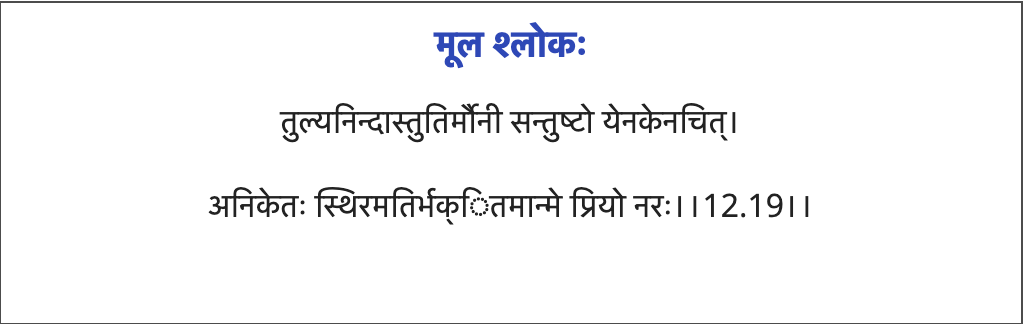 मूल श्लोकः
तुल्यनिन्दास्तुतिर्मौनी सन्तुष्टो येनकेनचित्।
अनिकेतः स्थिरमतिर्भक्ितमान्मे प्रियो नरः।।12.19।।